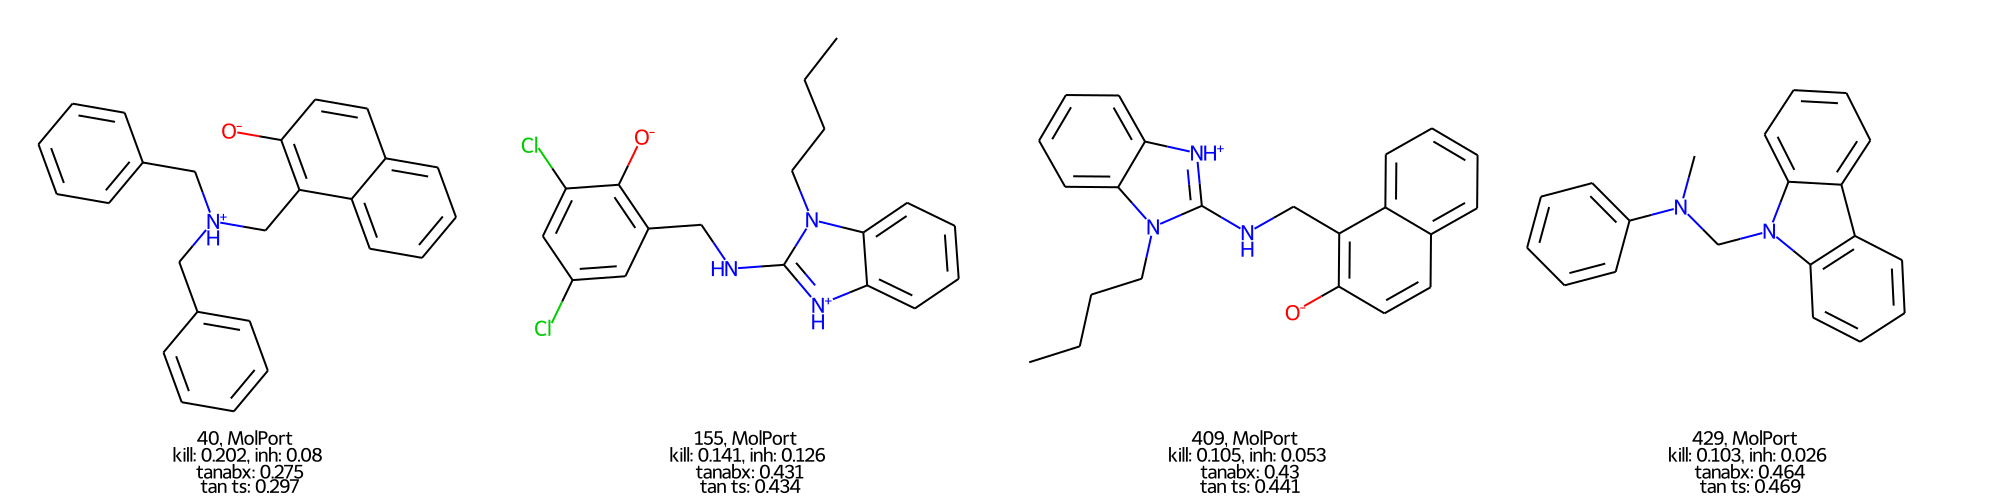 O⁻
N⁺
H
Cl
O⁻
Cl
HN
N
N⁺
H
NH⁺
N
N
H
O⁻
N
N
40, MolPort
kill: 0.202, inh: 0.08
tanabx: 0.275
tan ts: 0.297
155, MolPort
kill: 0.141, inh: 0.126
tanabx: 0.431
tan ts: 0.434
409, MolPort
kill: 0.105, inh: 0.053
tanabx: 0.43
tan ts: 0.441
429, MolPort
kill: 0.103, inh: 0.026
tanabx: 0.464
tan ts: 0.469